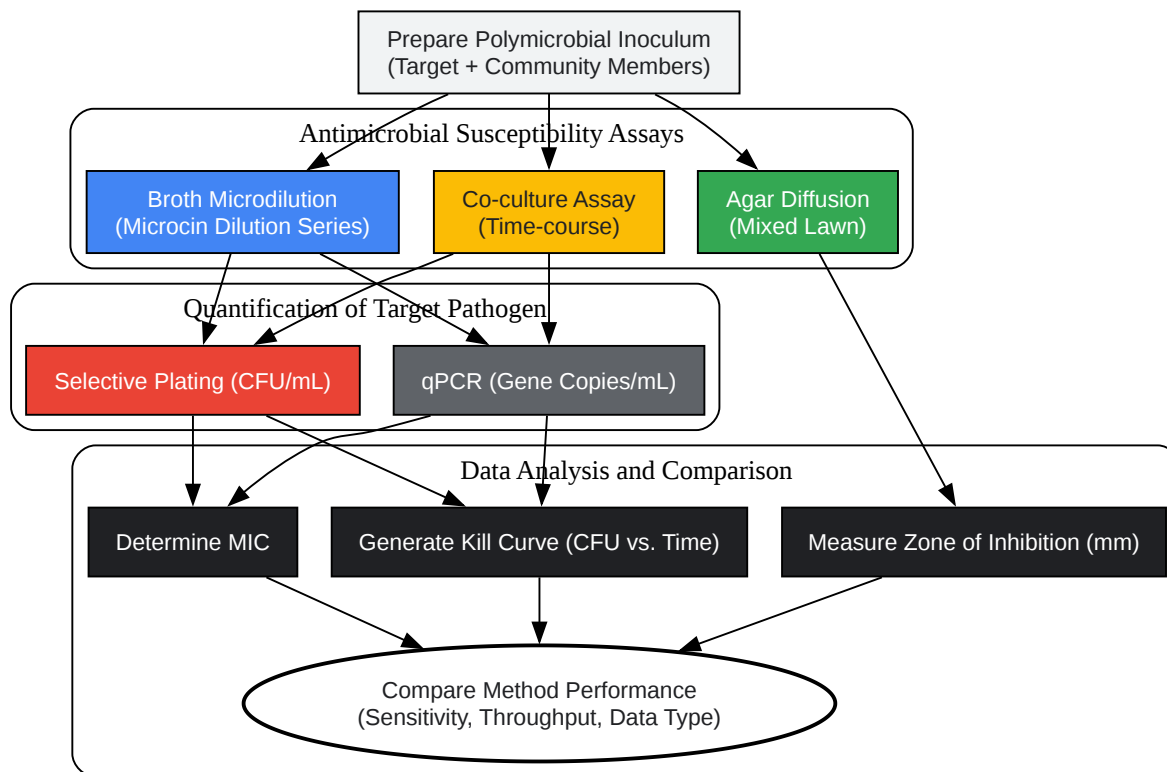 Prepare Polymicrobial Inoculum
(Target + Community Members)
Antimicrobial Susceptibility Assays
Broth Microdilution
(Microcin Dilution Series)
Co-culture Assay
(Time-course)
Agar Diffusion
(Mixed Lawn)
Quantification of Target Pathogen
Selective Plating (CFU/mL)
qPCR (Gene Copies/mL)
Data Analysis and Comparison
Determine MIC
Generate Kill Curve (CFU vs. Time)
Measure Zone of Inhibition (mm)
Compare Method Performance
(Sensitivity, Throughput, Data Type)